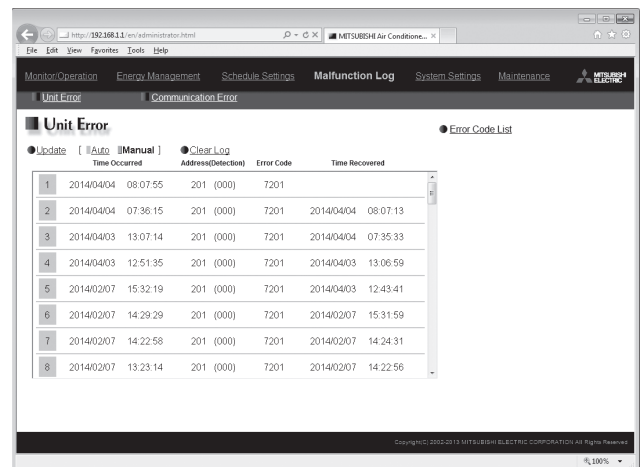 http://192.168.1.1/en/administrator.html
MITSUBISHI Air Conditione...
File Edit View Favorites Tools Help
Monitor/Operation Energy Management Schedule Settings Malfunction Log System Settings Maintenance MITSUBISHI ELECTRIC
Unit Error Communication Error
Unit Error
Error Code List
Update [ Auto Manual ] Clear Log
Time Occurred Address(Detection) Error Code Time Recovered
1 2014/04/04 08:07:55 201 (000) 7201
2 2014/04/04 07:36:15 201 (000) 7201 2014/04/04 08:07:13
3 2014/04/03 13:07:14 201 (000) 7201 2014/04/04 07:35:33
4 2014/04/03 12:51:35 201 (000) 7201 2014/04/03 13:06:59
5 2014/02/07 15:32:19 201 (000) 7201 2014/04/03 12:43:41
6 2014/02/07 14:29:29 201 (000) 7201 2014/02/07 15:31:59
7 2014/02/07 14:22:58 201 (000) 7201 2014/02/07 14:24:31
8 2014/02/07 13:23:14 201 (000) 7201 2014/02/07 14:22:56
Copyright(C) 2002-2013 MITSUBISHI ELECTRIC CORPORATION All Rights Reserved
100%